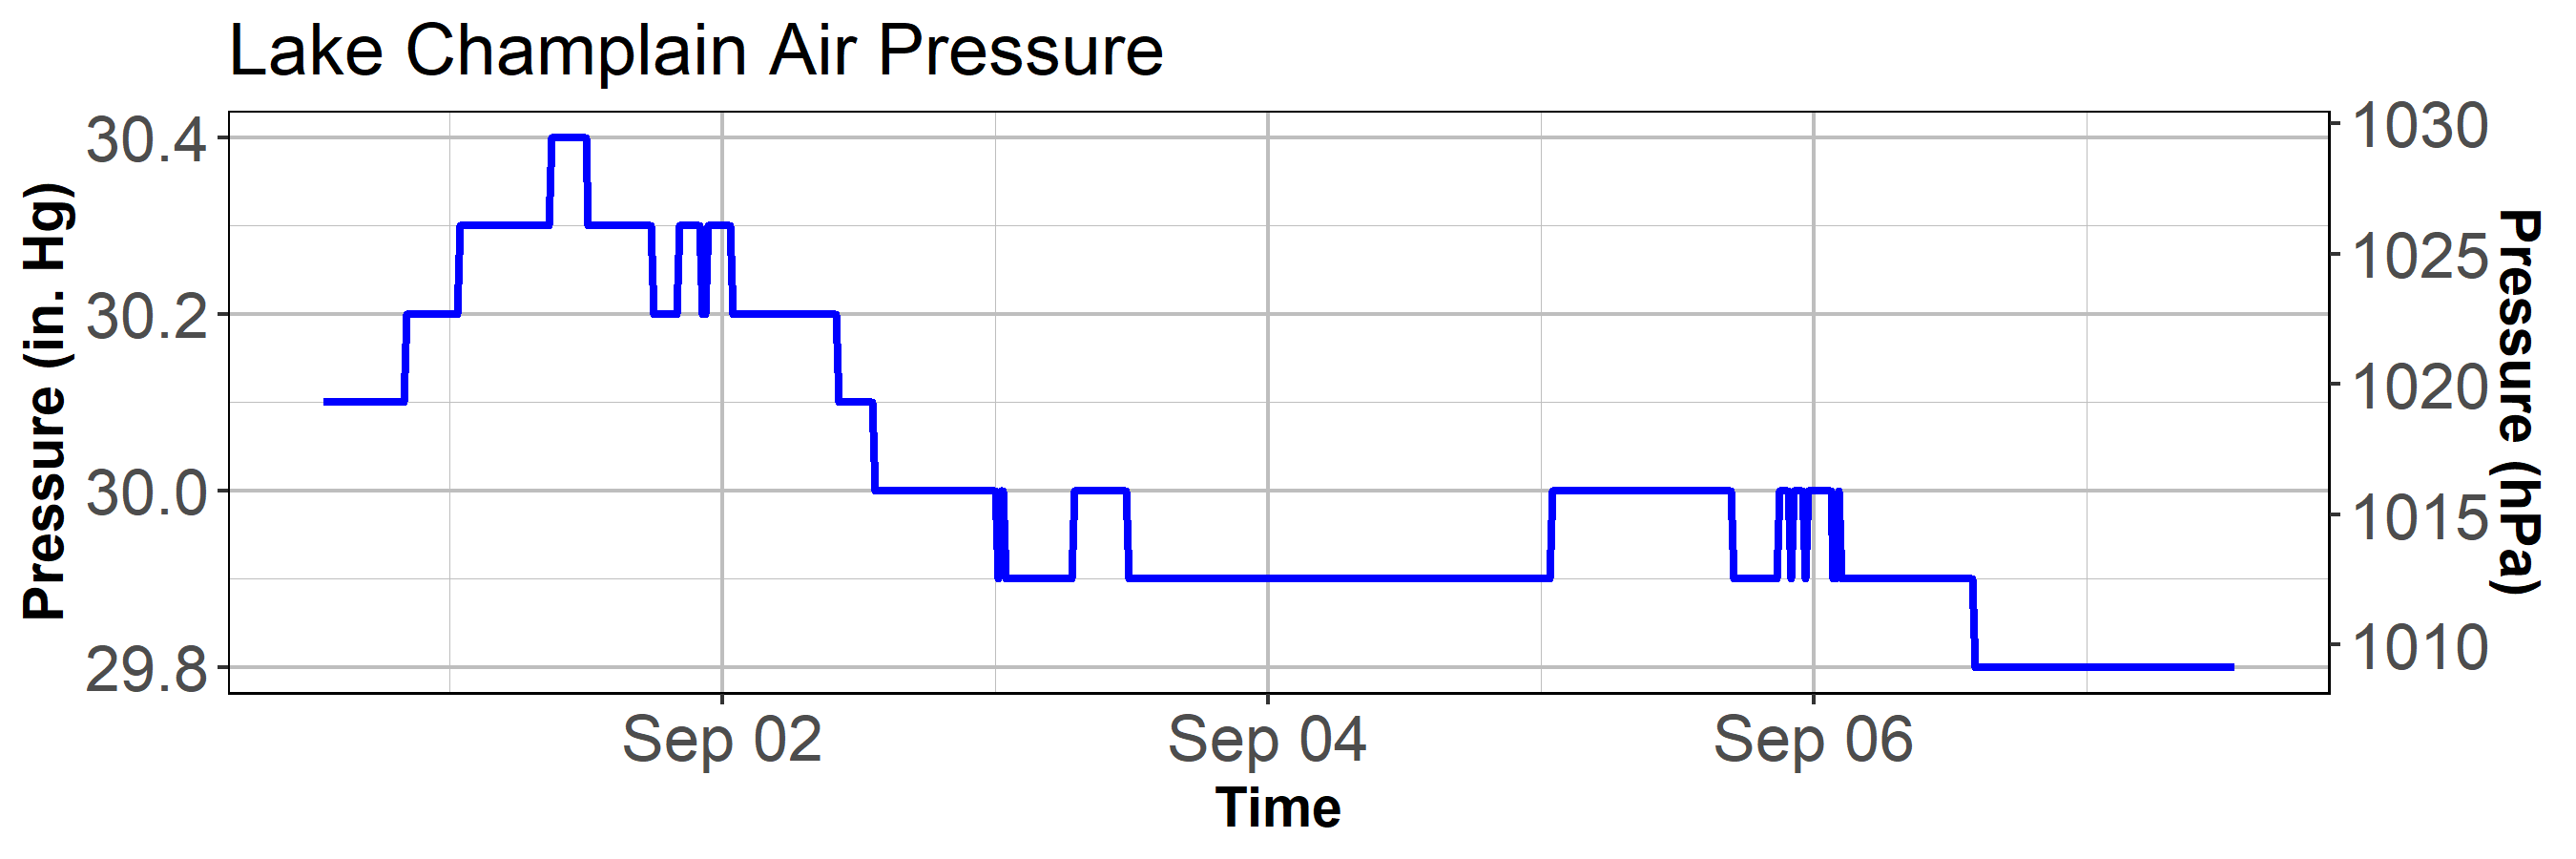 Lake Champlain Air Pressure
Pressure (in. Hg)
30.4
30.2
30.0
29.8
1030
1025
1020
1015
1010
Pressure (hPa)
Sep 02 Sep 04 Sep 06
Time